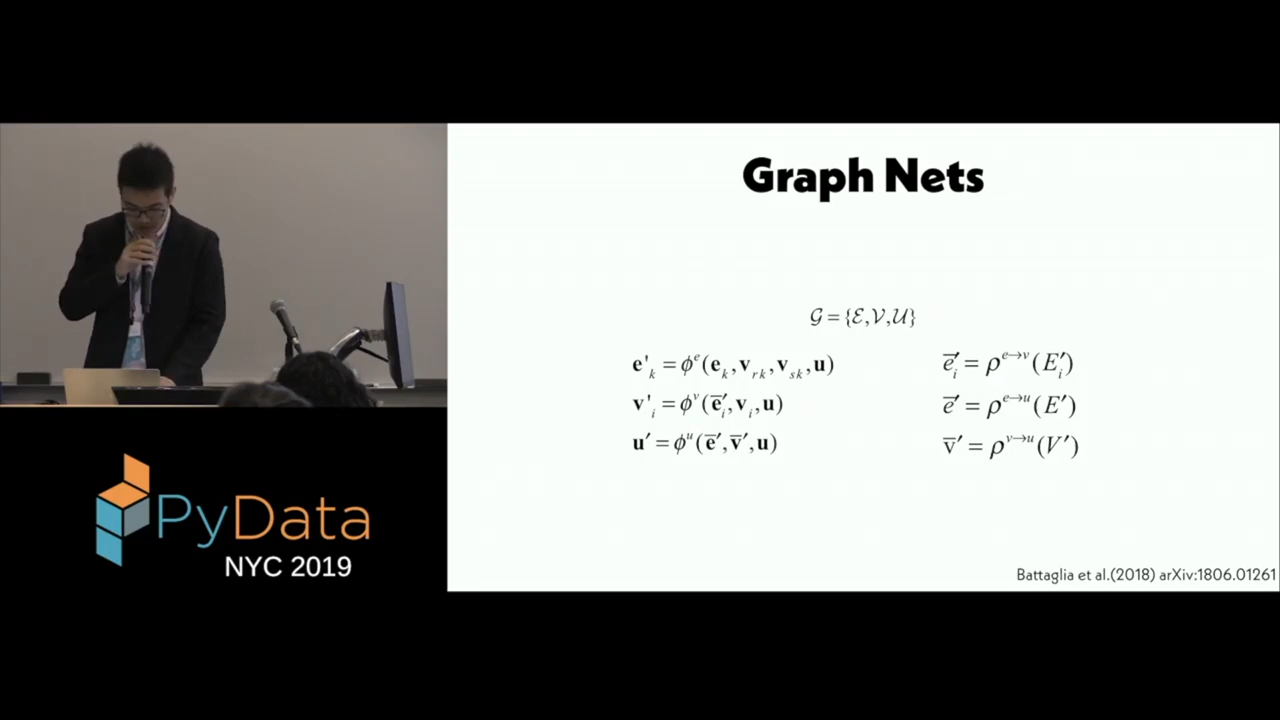 Graph Nets
𝒢 = {ℰ,𝒱,𝒰}
e'ₖ = ϕᵉ(eₖ,vᵣₖ,vₛₖ,u)
e̅′ᵢ = ρᵉ→ᵛ(E′ᵢ)
v'ᵢ = ϕᵛ(e̅′ᵢ,vᵢ,u)
e̅′ = ρᵉ→ᵘ(E′)
u′ = ϕᵘ(e̅′,v̅′,u)
v̅′ = ρᵛ→ᵘ(V′)
Battaglia et al.(2018) arXiv:1806.01261
PyData
NYC 2019